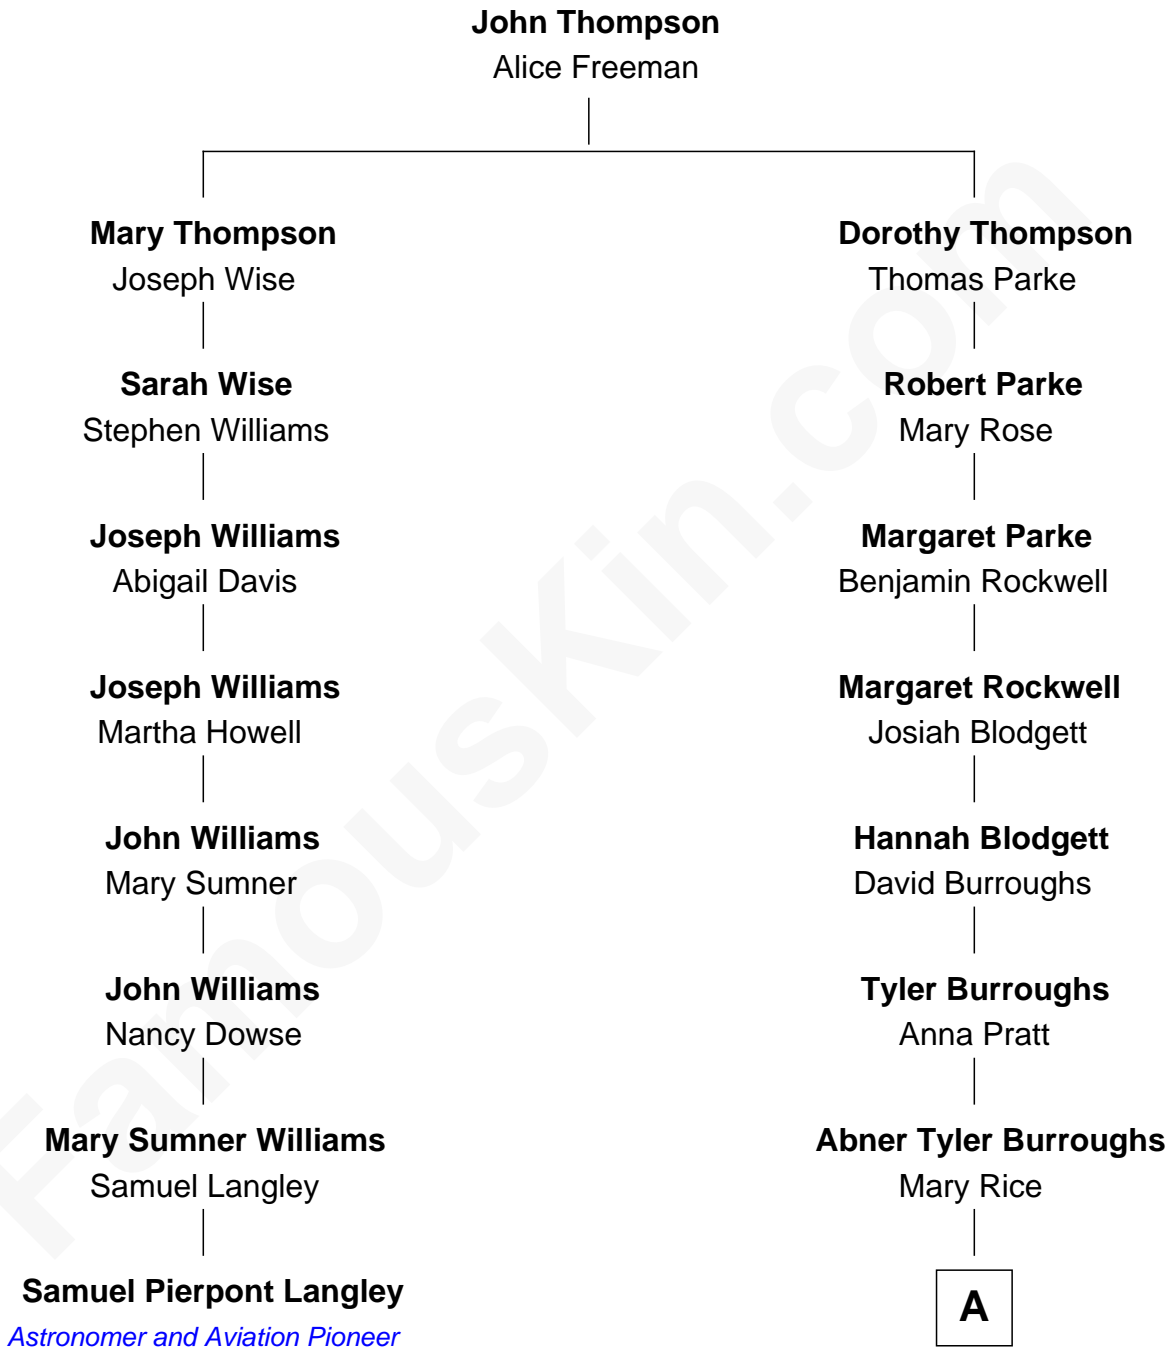 John Thompson
Alice Freeman
Mary Thompson
Joseph Wise
Dorothy Thompson
Thomas Parke
Sarah Wise
Stephen Williams
Robert Parke
Mary Rose
Joseph Williams
Abigail Davis
Margaret Parke
Benjamin Rockwell
Joseph Williams
Martha Howell
Margaret Rockwell
Josiah Blodgett
John Williams
Mary Sumner
Hannah Blodgett
David Burroughs
John Williams
Nancy Dowse
Tyler Burroughs
Anna Pratt
Mary Sumner Williams
Samuel Langley
Abner Tyler Burroughs
Mary Rice
Samuel Pierpont Langley
Astronomer and Aviation Pioneer
A
FamousKin.com